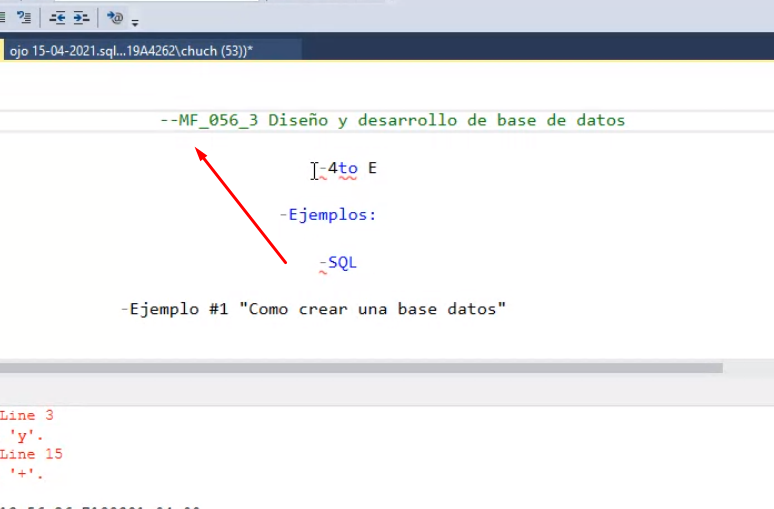 ojo 15-04-2021.sql...19A4262\chuch (53))*
--MF_056_3 Diseño y desarrollo de base de datos
-4to E
-Ejemplos:
-SQL
-Ejemplo #1 "Como crear una base datos"
Line 3
'y'.
Line 15
'+'.